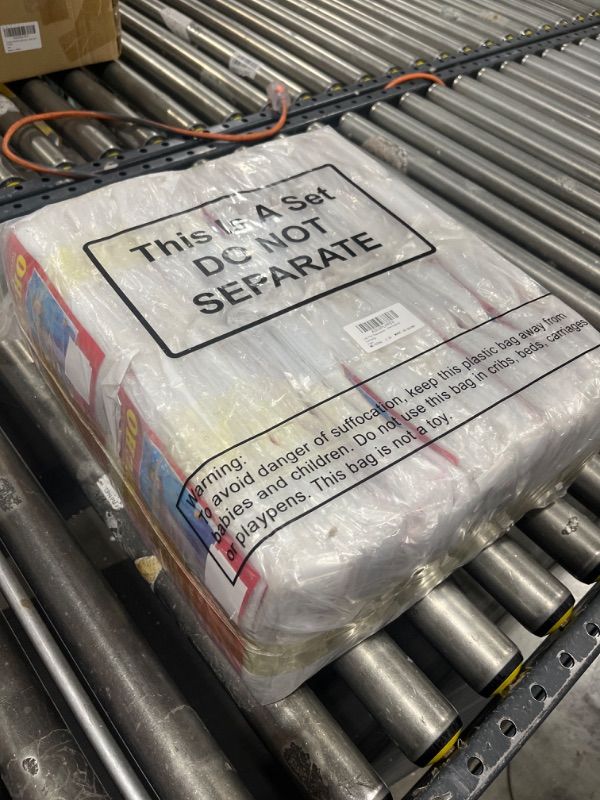 This Is A Set
DO NOT
SEPARATE
Warning:
To avoid danger of suffocation, keep this plastic bag away from
babies and children. Do not use this bag in cribs, beds, carriages
or playpens. This bag is not a toy.